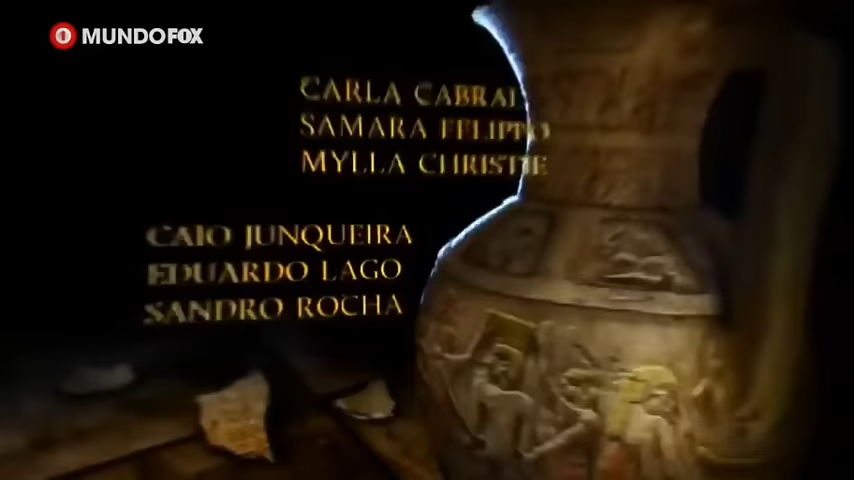 MUNDOFOX
CARLA CABRAL
SAMARA FELIPPO
MYLLA CHRISTIE
CAIO JUNQUEIRA
EDUARDO LAGO
SANDRO ROCHA